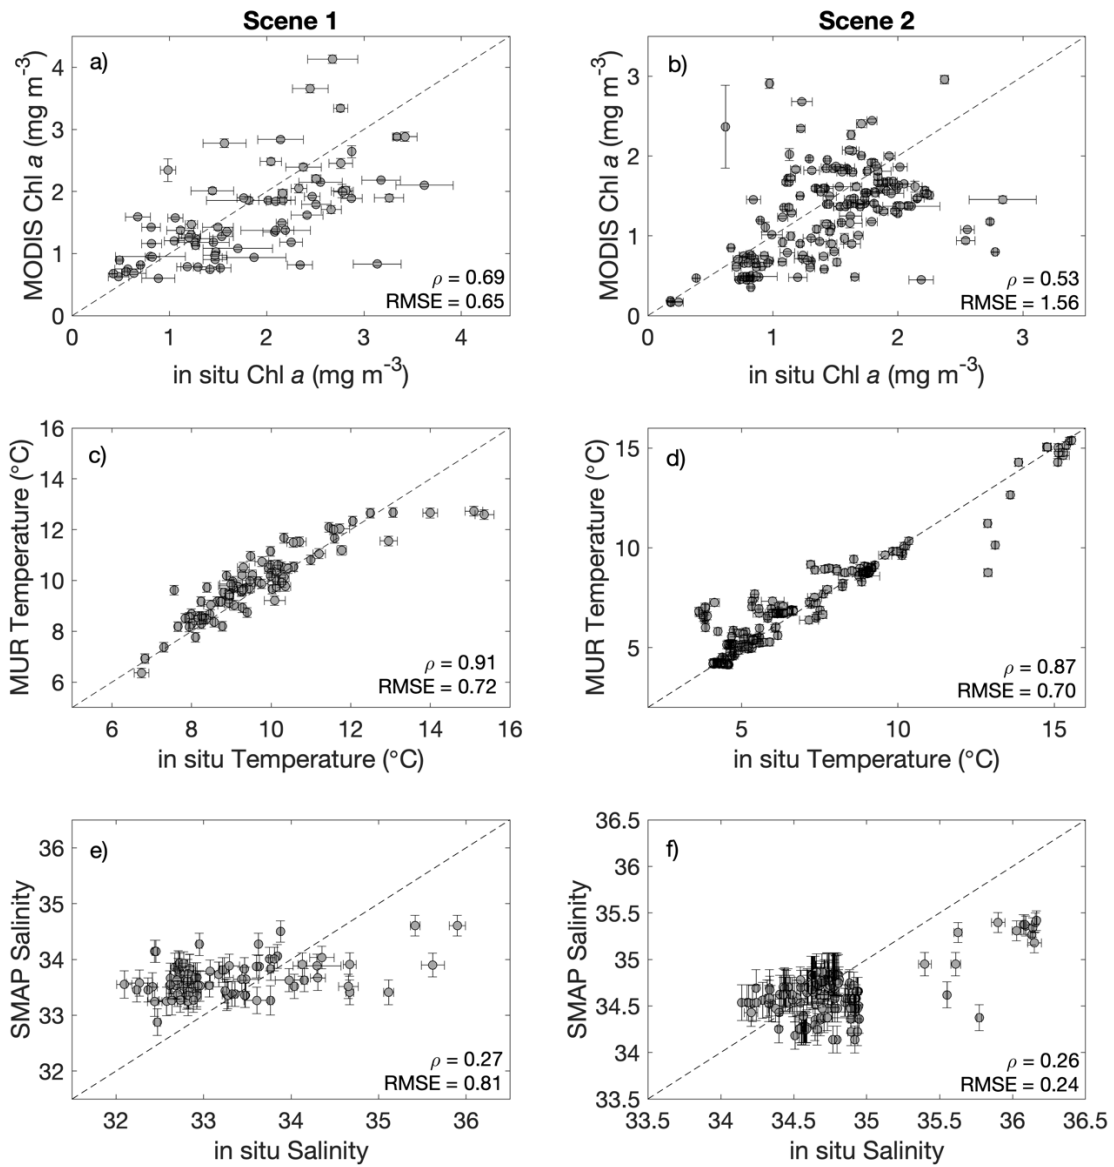 Scene 1
Scene 2
a)
MODIS Chl a (mg m-3)
4
3
2
1
0
ρ = 0.69
RMSE = 0.65
0 1 2 3 4
in situ Chl a (mg m-3)
b)
MODIS Chl a (mg m-3)
3
2
1
0
ρ = 0.53
RMSE = 1.56
0 1 2 3
in situ Chl a (mg m-3)
c)
MUR Temperature (°C)
16
14
12
10
8
6
ρ = 0.91
RMSE = 0.72
6 8 10 12 14 16
in situ Temperature (°C)
d)
MUR Temperature (°C)
15
10
5
ρ = 0.87
RMSE = 0.70
5 10 15
in situ Temperature (°C)
e)
SMAP Salinity
36
35
34
33
32
ρ = 0.27
RMSE = 0.81
32 33 34 35 36
in situ Salinity
f)
SMAP Salinity
36.5
36
35.5
35
34.5
34
33.5
ρ = 0.26
RMSE = 0.24
33.5 34 34.5 35 35.5 36 36.5
in situ Salinity